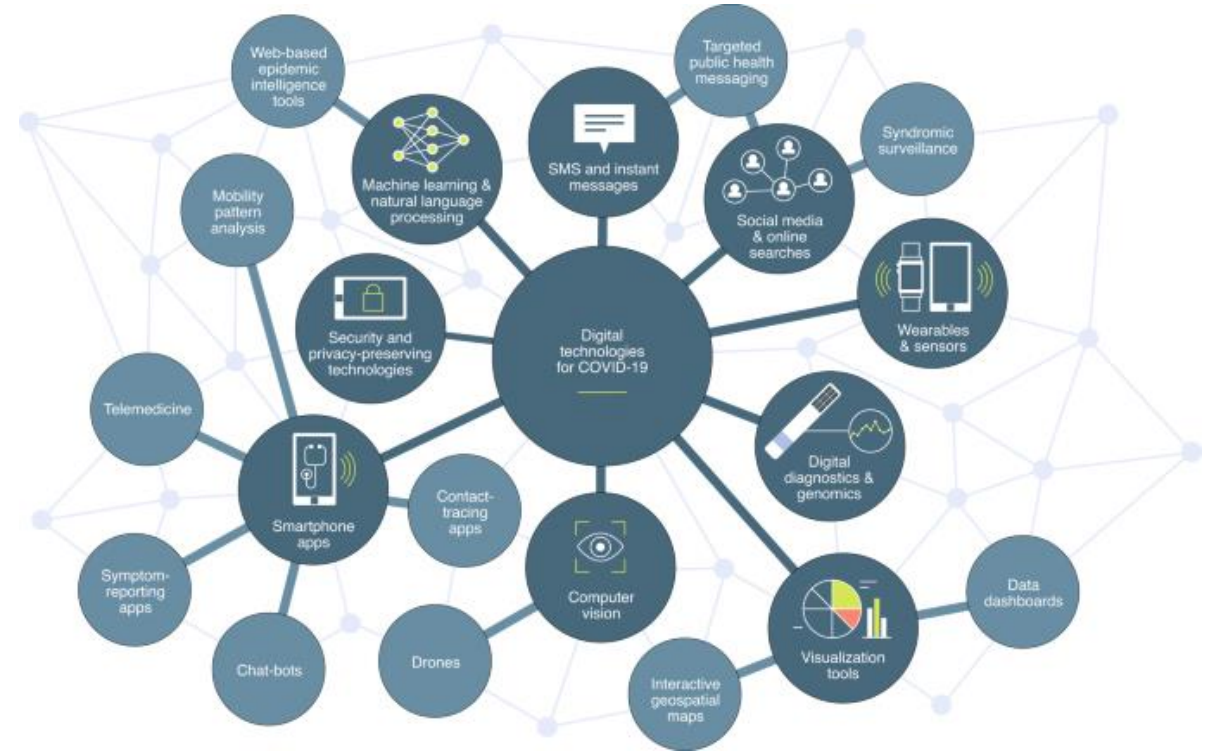 Web-based
epidemic
intelligence
tools
Targeted
public health
messaging
Machine learning &
natural language
processing
SMS and instant
messages
Social media
& online
searches
Syndromic
surveillance
Mobility
pattern
analysis
Security and
privacy-preserving
technologies
Digital
technologies
for COVID-19
Wearables
& sensors
Telemedicine
Digital
diagnostics &
genomics
Smartphone
apps
Contact-
tracing
apps
Symptom-
reporting
apps
Computer
vision
Data
dashboards
Chat-bots
Drones
Interactive
geospatial
maps
Visualization
tools